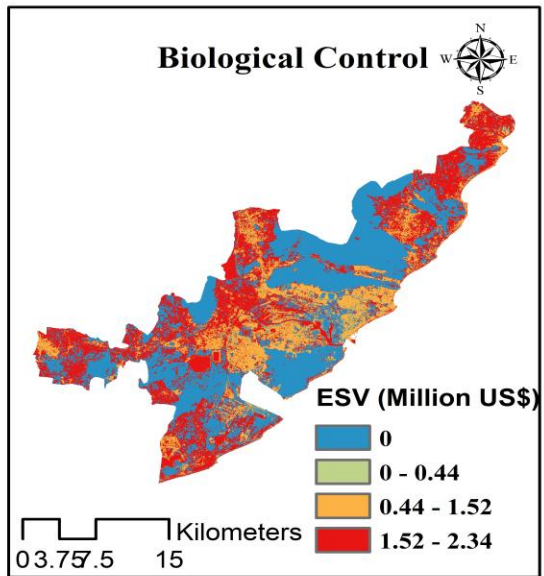 N
Biological Control
W E
S
ESV (Million US$)
0
0 - 0.44
0.44 - 1.52
1.52 - 2.34
Kilometers
0 3.75 7.5 15